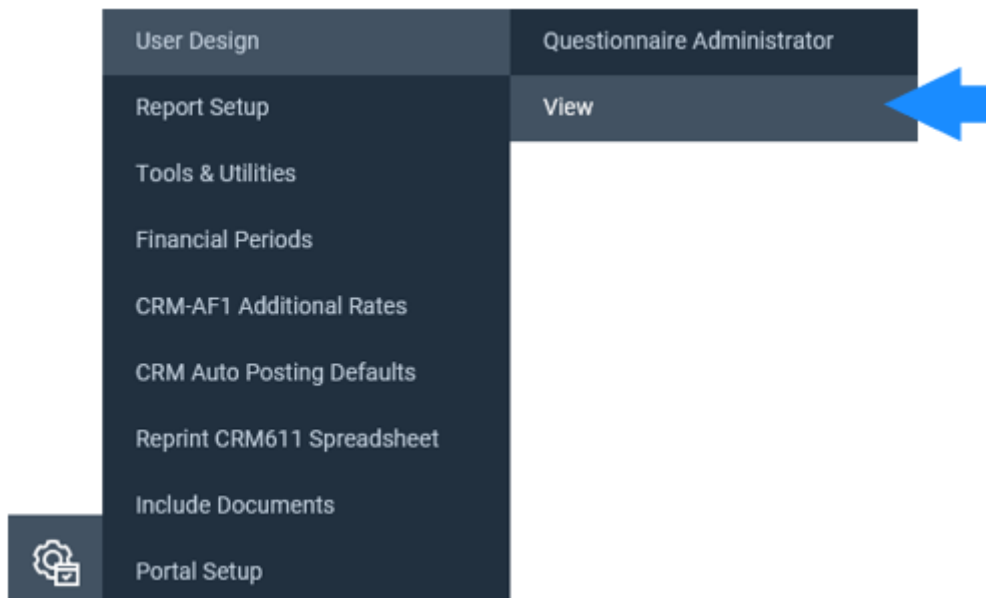 User Design
Questionnaire Administrator
Report Setup
View
Tools & Utilities
Financial Periods
CRM-AF1 Additional Rates
CRM Auto Posting Defaults
Reprint CRM611 Spreadsheet
Include Documents
Portal Setup